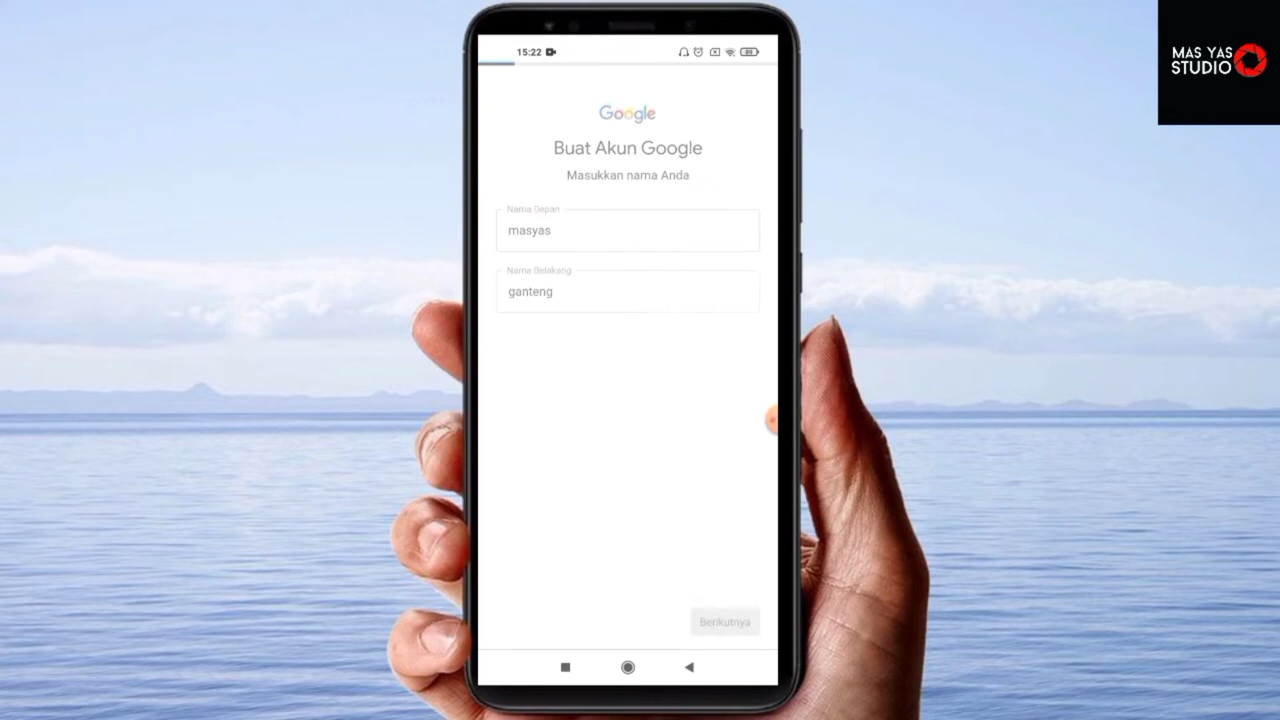 MAS YAS
STUDIO
15:22
89
Google
Buat Akun Google
Masukkan nama Anda
Nama Depan
masyas
Nama Belakang
ganteng
Berikutnya